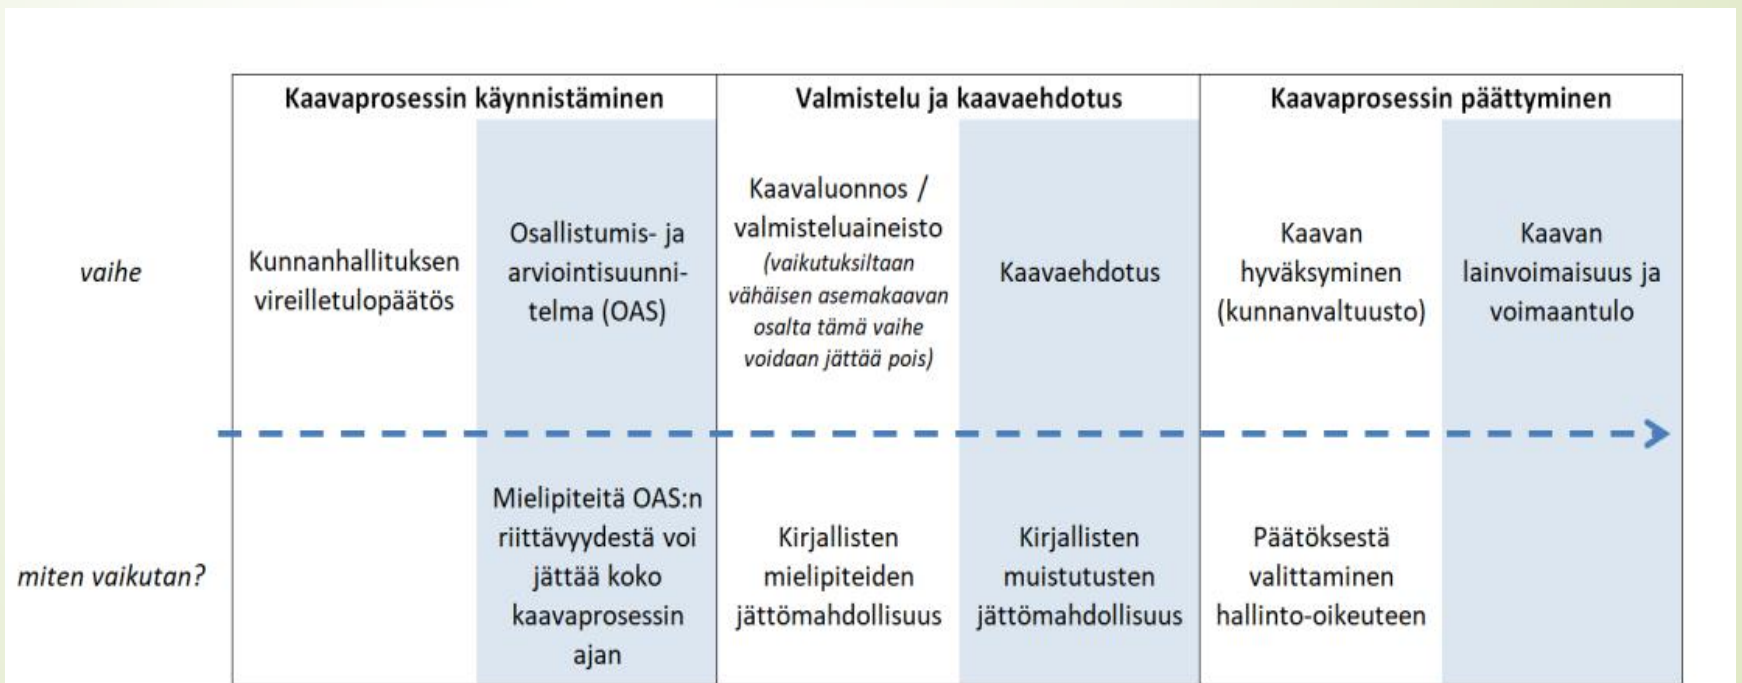 Kaavaprosessin käynnistäminen
Valmistelu ja kaavaehdotus
Kaavaprosessin päättyminen
vaihe
Kunnanhallituksen
vireilletulopäätös
Osallistumis- ja
arviointisuunni-
telma (OAS)
Kaavaluonnos /
valmisteluaineisto
(vaikutuksiltaan
vähäisen asemakaavan
osalta tämä vaihe
voidaan jättää pois)
Kaavaehdotus
Kaavan
hyväksyminen
(kunnanvaltuusto)
Kaavan
lainvoimaisuus ja
voimaantulo
miten vaikutan?
Mielipiteitä OAS:n
riittävyydestä voi
jättää koko
kaavaprosessin
ajan
Kirjallisten
mielipiteiden
jättömahdollisuus
Kirjallisten
muistutusten
jättömahdollisuus
Päätöksestä
valittaminen
hallinto-oikeuteen